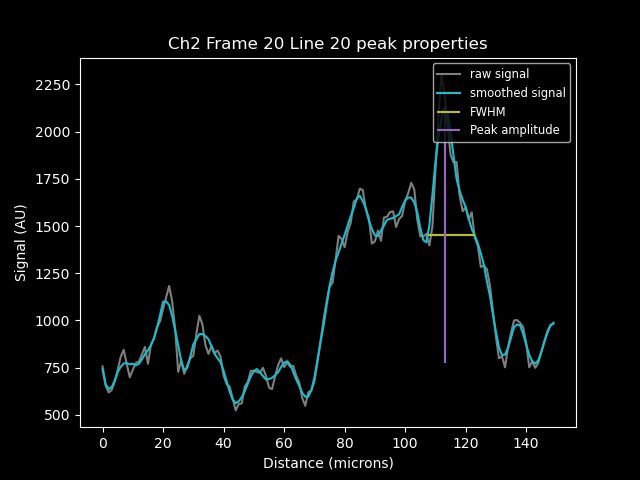 Ch2 Frame 20 Line 20 peak properties
raw signal
smoothed signal
FWHM
Peak amplitude
Signal (AU)
2250
2000
1750
1500
1250
1000
750
500
0 20 40 60 80 100 120 140
Distance (microns)